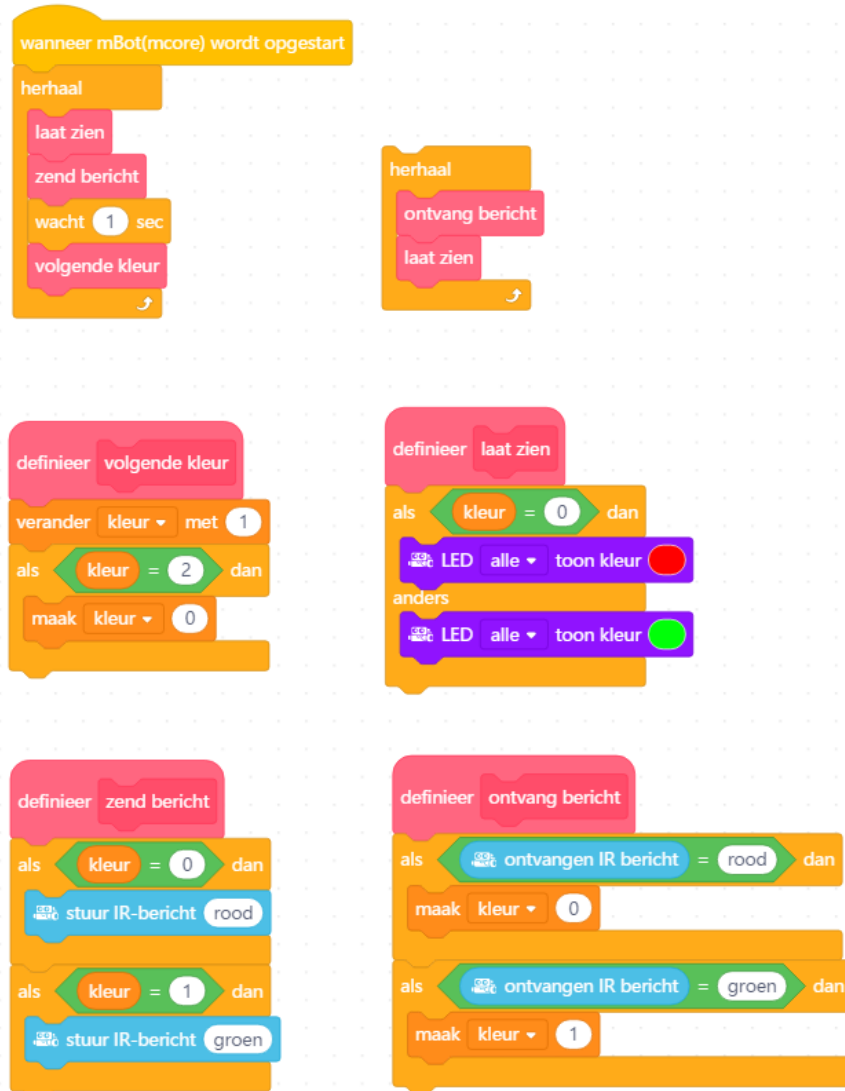 wanneer mBot(mcore) wordt opgestart
herhaal
laat zien
zend bericht
wacht 1 sec
volgende kleur
herhaal
ontvang bericht
laat zien
definieer volgende kleur
verander kleur met 1
als kleur = 2 dan
maak kleur 0
definieer laat zien
als kleur = 0 dan
LED alle toon kleur
anders
LED alle toon kleur
definieer zend bericht
als kleur = 0 dan
stuur IR-bericht rood
als kleur = 1 dan
stuur IR-bericht groen
definieer ontvang bericht
als ontvangen IR bericht = rood dan
maak kleur 0
als ontvangen IR bericht = groen dan
maak kleur 1